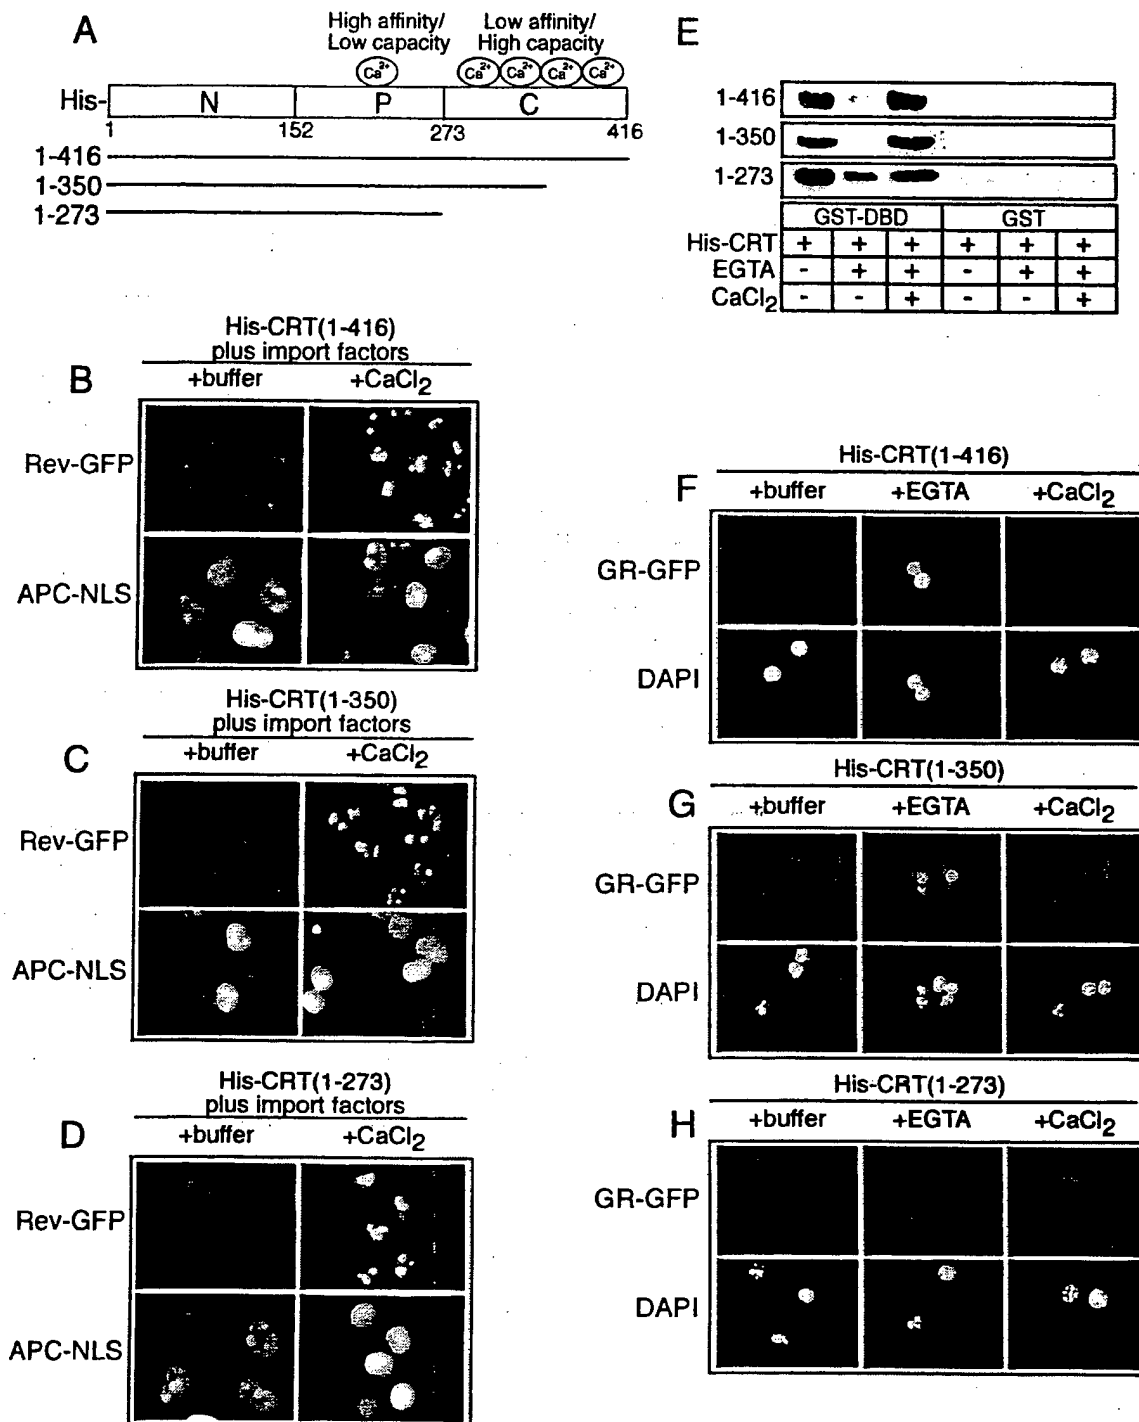 A
High affinity/
Low capacity
Low affinity/
High capacity
Ca2+
Ca2+
Ca2+
Ca2+
Ca2+
His-
N
P
C
1
152
273
416
1-416
1-350
1-273
E
1-416
1-350
1-273
GST-DBD
GST
His-CRT + + + + + +
EGTA - + + - + +
CaCl2 - - + - - +
His-CRT(1-416)
plus import factors
B
+buffer
+CaCl2
Rev-GFP
APC-NLS
His-CRT(1-350)
plus import factors
C
+buffer
+CaCl2
Rev-GFP
APC-NLS
His-CRT(1-273)
plus import factors
D
+buffer
+CaCl2
Rev-GFP
APC-NLS
His-CRT(1-416)
F
+buffer
+EGTA
+CaCl2
GR-GFP
DAPI
His-CRT(1-350)
G
+buffer
+EGTA
+CaCl2
GR-GFP
DAPI
His-CRT(1-273)
H
+buffer
+EGTA
+CaCl2
GR-GFP
DAPI